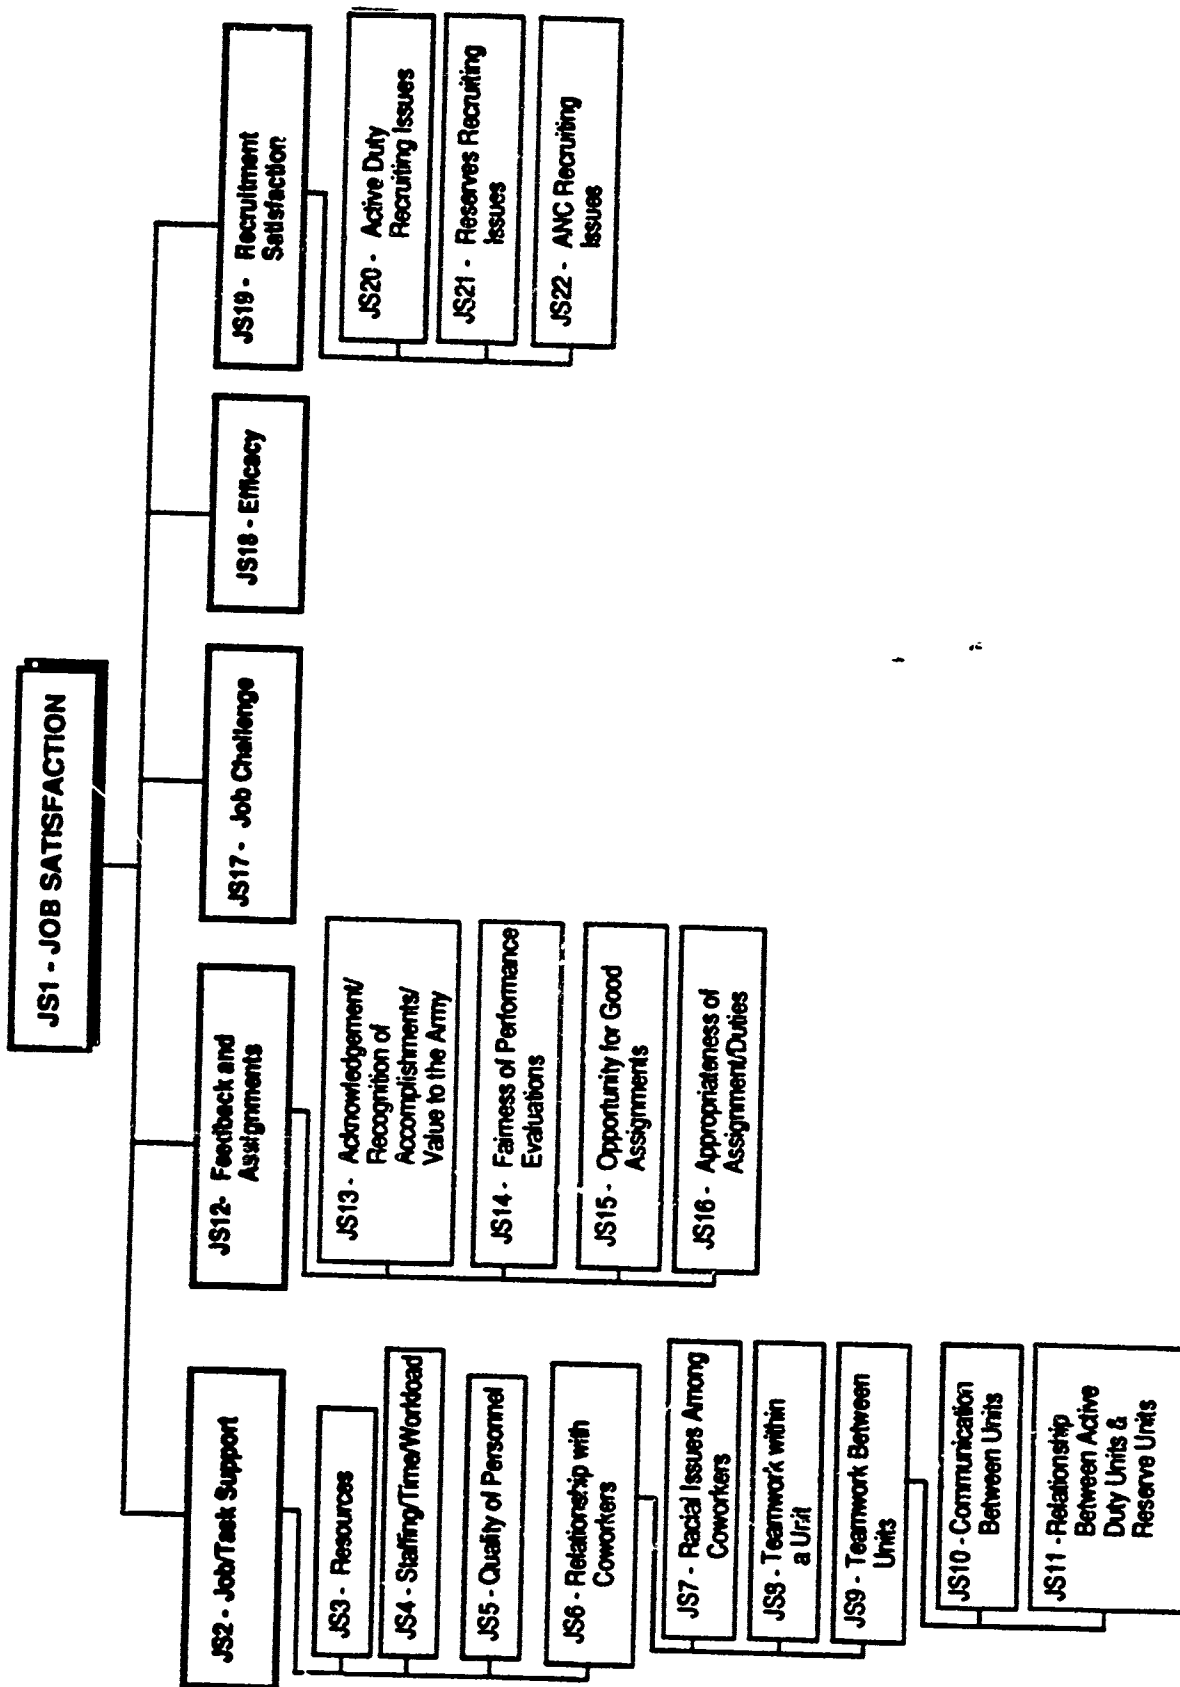 JS1 - JOB SATISFACTION
JS2 - Job/Task Support
JS3 - Resources
JS4 - Staffing/Time/Workload
JS5 - Quality of Personnel
JS6 - Relationship with
Coworkers
JS7 - Racial Issues Among
Coworkers
JS8 - Teamwork within
a Unit
JS9 - Teamwork Between
Units
JS10 - Communication
Between Units
JS11 - Relationship
Between Active
Duty Units &
Reserve Units
JS12- Feedback and
Assignments
JS13 - Acknowledgement/
Recognition of
Accomplishments/
Value to the Army
JS14 - Fairness of Performance
Evaluations
JS15 - Opportunity for Good
Assignments
JS16 - Appropriateness of
Assignment/Duties
JS17 - Job Challenge
JS18 - Efficacy
JS19 - Recruitment
Satisfaction
JS20 - Active Duty
Recruiting Issues
JS21 - Reserves Recruiting
Issues
JS22 - ANC Recruiting
Issues